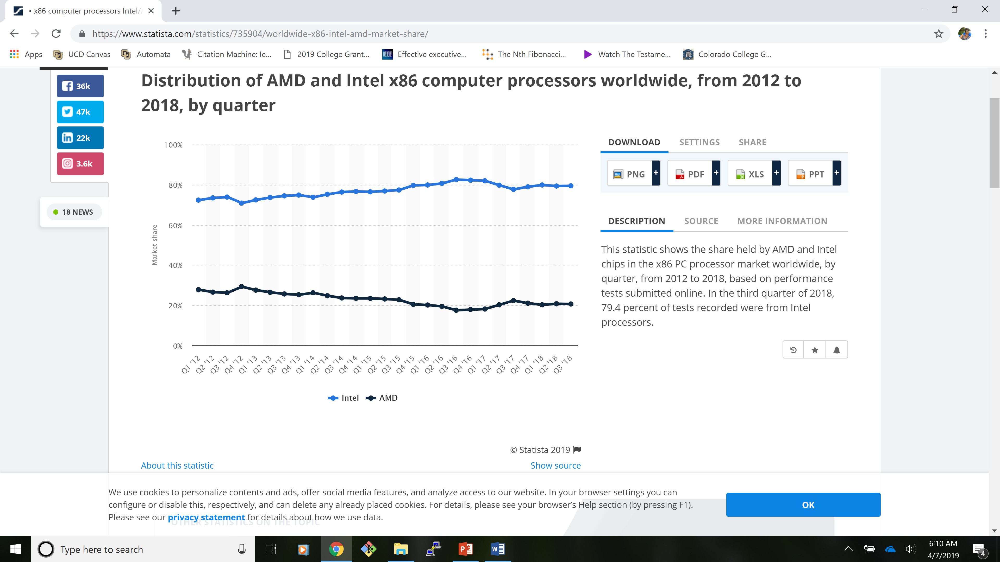 • x86 computer processors Intel/
https://www.statista.com/statistics/735904/worldwide-x86-intel-amd-market-share/
Apps UCD Canvas Automata Citation Machine: Ie... 2019 College Grant... IEEE Effective executive... The Nth Fibonacci... Watch The Testame... Colorado College G...
Distribution of AMD and Intel x86 computer processors worldwide, from 2012 to
2018, by quarter
36k
47k
22k
3.6k
18 NEWS
100%
80%
60%
40%
20%
0%
Market share
Q1 '12 Q2 '12 Q3 '12 Q4 '12 Q1 '13 Q2 '13 Q3 '13 Q4 '13 Q1 '14 Q2 '14 Q3 '14 Q4 '14 Q1 '15 Q2 '15 Q3 '15 Q4 '15 Q1 '16 Q2 '16 Q3 '16 Q4 '16 Q1 '17 Q2 '17 Q3 '17 Q4 '17 Q1 '18 Q2 '18 Q3 '18
Intel AMD
DOWNLOAD SETTINGS SHARE
PNG + PDF + XLS + PPT +
DESCRIPTION SOURCE MORE INFORMATION
This statistic shows the share held by AMD and Intel
chips in the x86 PC processor market worldwide, by
quarter, from 2012 to 2018, based on performance
tests submitted online. In the third quarter of 2018,
79.4 percent of tests recorded were from Intel
processors.
© Statista 2019
About this statistic Show source
We use cookies to personalize contents and ads, offer social media features, and analyze access to our website. In your browser settings you can
configure or disable this, respectively, and can delete any already placed cookies. For details, please see your browser's Help section (by pressing F1).
Please see our privacy statement for details about how we use data.
OK
OTHER STATISTICS ON THE TOPIC
Type here to search
6:10 AM
4/7/2019
4